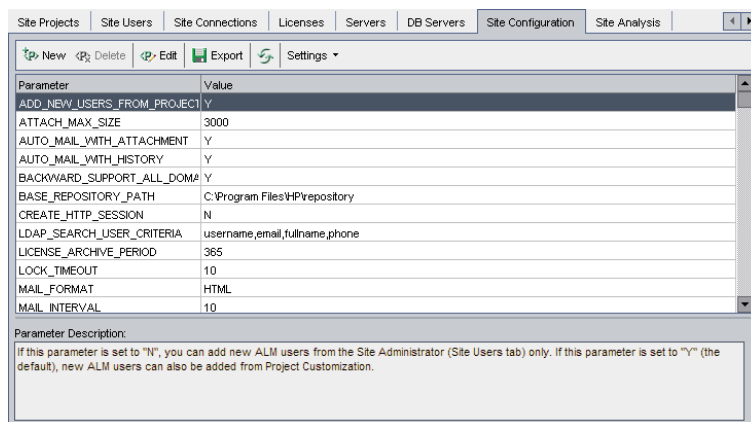 Site Projects Site Users Site Connections Licenses Servers DB Servers Site Configuration Site Analysis
New Delete Edit Export Settings
Parameter Value
ADD_NEW_USERS_FROM_PROJECT Y
ATTACH_MAX_SIZE 3000
AUTO_MAIL_WITH_ATTACHMENT Y
AUTO_MAIL_WITH_HISTORY Y
BACKWARD_SUPPORT_ALL_DOMA Y
BASE_REPOSITORY_PATH C:\Program Files\HP\repository
CREATE_HTTP_SESSION N
LDAP_SEARCH_USER_CRITERIA username,email,fullname,phone
LICENSE_ARCHIVE_PERIOD 365
LOCK_TIMEOUT 10
MAIL_FORMAT HTML
MAIL_INTERVAL 10
Parameter Description:
If this parameter is set to "N", you can add new ALM users from the Site Administrator (Site Users tab) only. If this parameter is set to "Y" (the
default), new ALM users can also be added from Project Customization.